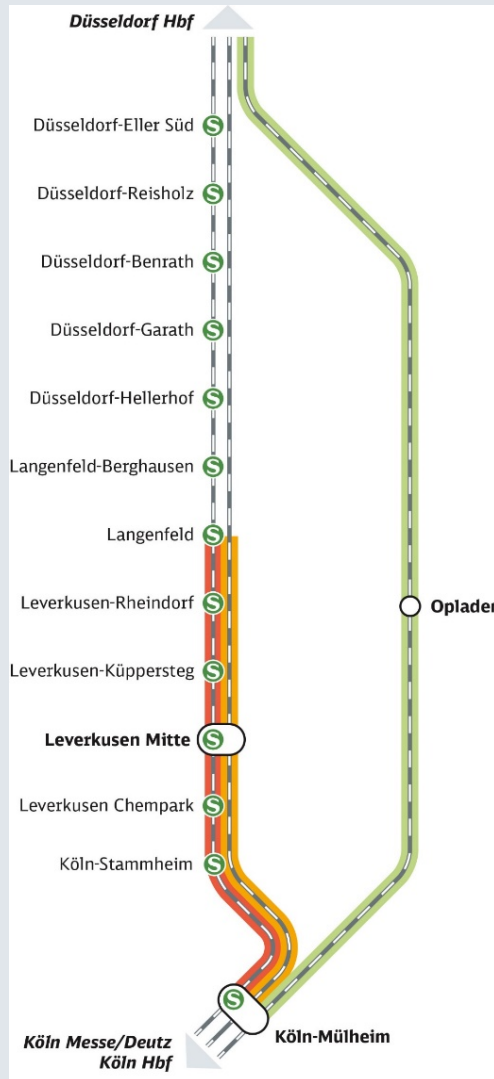 Düsseldorf Hbf
S Düsseldorf-Eller Süd
S Düsseldorf-Reisholz
S Düsseldorf-Benrath
S Düsseldorf-Garath
S Düsseldorf-Hellerhof
S Langenfeld-Berghausen
S Langenfeld
S Leverkusen-Rheindorf
Opladen
S Leverkusen-Küppersteg
S Leverkusen Mitte
S Leverkusen Chempark
S Köln-Stammheim
S Köln-Mülheim
Köln Messe/Deutz
Köln Hbf